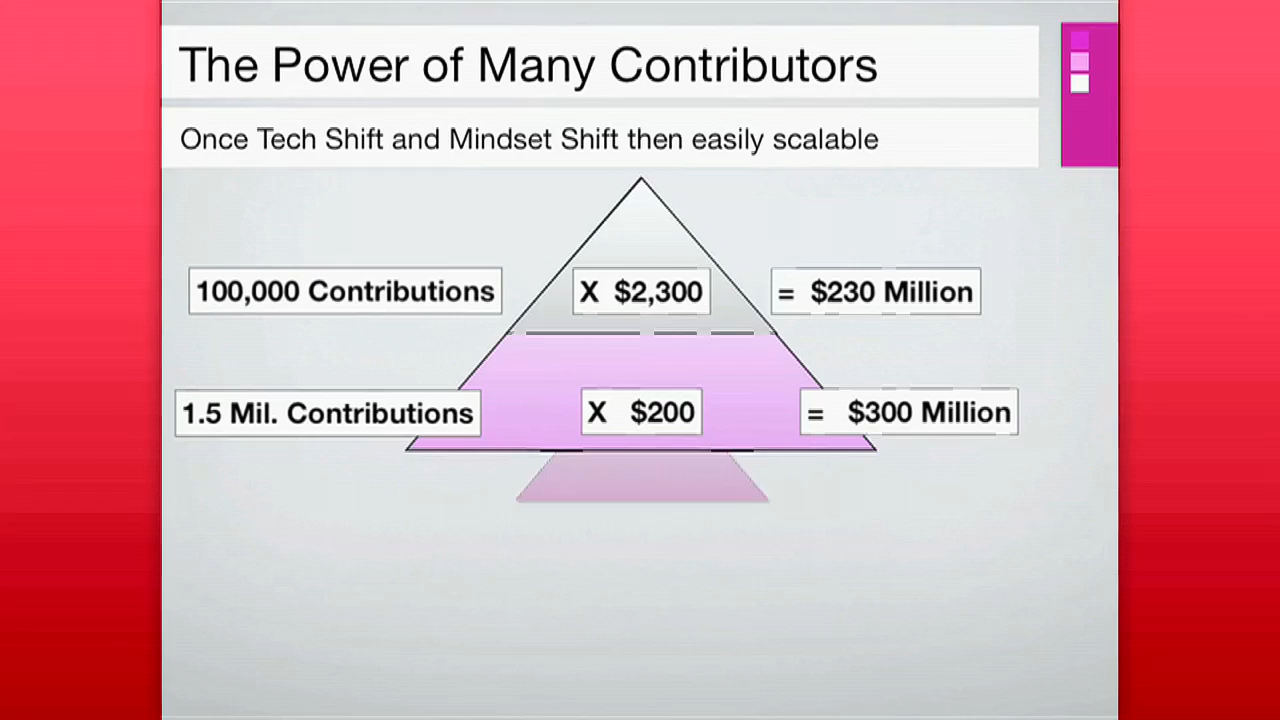 The Power of Many Contributors
Once Tech Shift and Mindset Shift then easily scalable
100,000 Contributions X $2,300 = $230 Million
1.5 Mil. Contributions X $200 = $300 Million